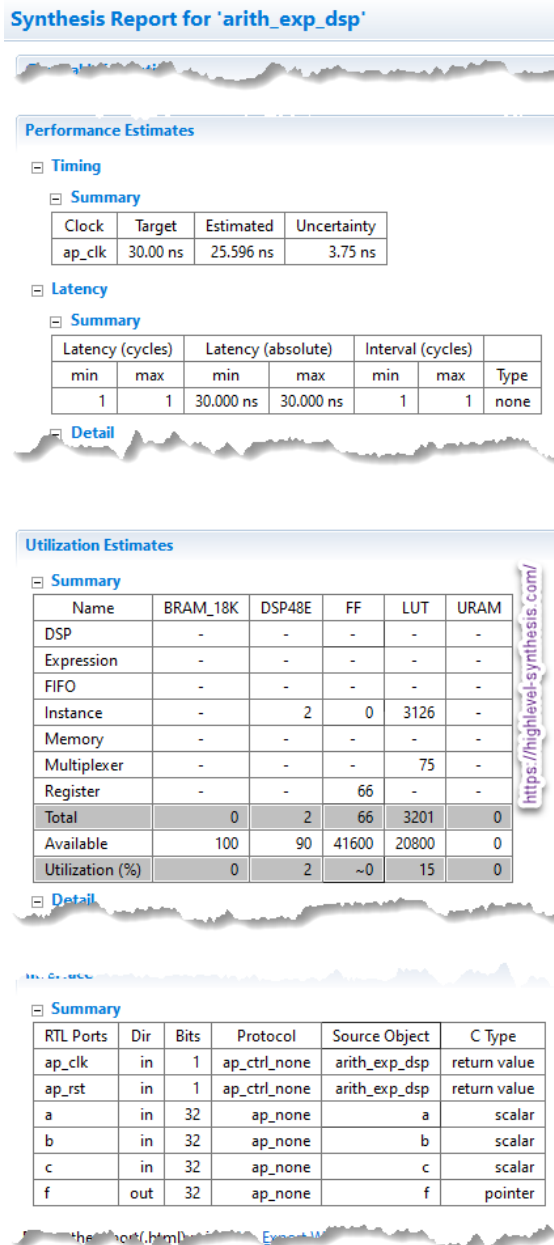 Synthesis Report for 'arith_exp_dsp'
Performance Estimates
Timing
Summary
Clock Target Estimated Uncertainty
ap_clk 30.00 ns 25.596 ns 3.75 ns
Latency
Summary
Latency (cycles) Latency (absolute) Interval (cycles)
min max min max min max Type
1 1 30.000 ns 30.000 ns 1 1 none
Detail
Utilization Estimates
Summary
Name BRAM_18K DSP48E FF LUT URAM
DSP - - - - -
Expression - - - - -
FIFO - - - - -
Instance - 2 0 3126 -
Memory - - - - -
Multiplexer - - - 75 -
Register - - 66 - -
Total 0 2 66 3201 0
Available 100 90 41600 20800 0
Utilization (%) 0 2 ~0 15 0
https://highlevel-synthesis.com/
Detail
Summary
RTL Ports Dir Bits Protocol Source Object C Type
ap_clk in 1 ap_ctrl_none arith_exp_dsp return value
ap_rst in 1 ap_ctrl_none arith_exp_dsp return value
a in 32 ap_none a scalar
b in 32 ap_none b scalar
c in 32 ap_none c scalar
f out 32 ap_none f pointer